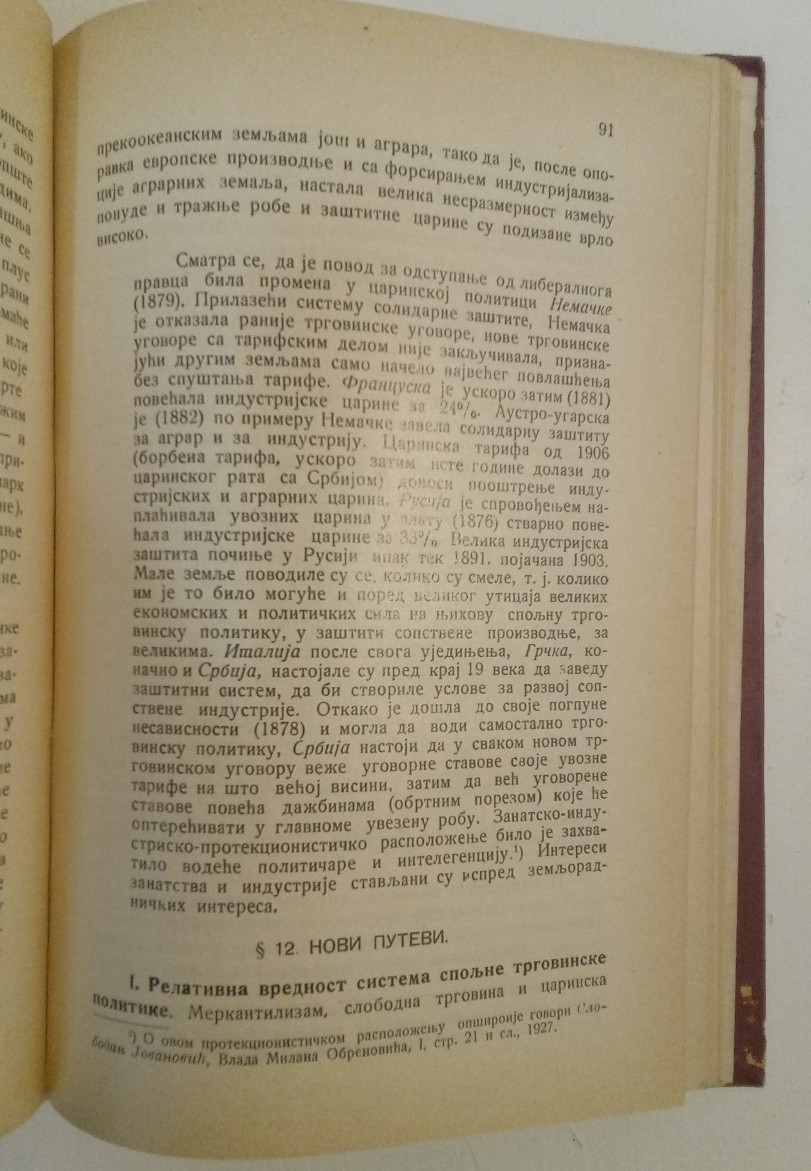 91
прекоокеанским земљама још и аграра, тако да је, после опо-
равка европске производње и са форсирањем индустријализа-
ције аграрних земаља, настала велика несразмерност између
понуде и тражње робе и заштитне царине су подизане врло
високо.
Сматра се, да је повод за одступање од либералнога
правца била промена у царинској политици Немачке
(1879). Прилазећи систему солидарне заштите, Немачка
је отказала раније трговинске уговоре, нове трговинске
уговоре са тарифским делом није закључивала, призна-
јући другим земљама само начело највећег повлашћења
без спуштања тарифе. Француска је ускоро затим (1881)
повећала индустријске царине за 24%. Аустро-угарска
је (1882) по примеру Немачке завела солидарну заштиту
за аграр и за индустрију. Царинска тарифа од 1906
(борбена тарифа, ускоро затим исте године долази до
царинског рата са Србијом) доноси пооштрење инду-
стријских и аграрних царина. Русија је спровођењем на-
плаћивала увозних царина у злату (1876) стварно пове-
ћала индустријске царине за 33%. Велика индустријска
заштита почиње у Русији ипак тек 1891. појачана 1903.
Мале земље поводиле су се, колико су смеле, т. ј. колико
им је то било могуће и поред великог утицаја великих
економских и политичких сила на њихову спољну трго-
винску политику, у заштити сопствене производње, за
великима. Италија после свога уједињења, Грчка, ко-
начно и Србија, настојале су пред крај 19 века да заведу
заштитни систем, да би створиле услове за развој соп-
ствене индустрије. Откако је дошла до своје погпуне
несависности (1878) и могла да води самостално трго-
винску политику, Србија настоји да у сваком новом тр-
говинском уговору веже уговорне ставове своје увозне
тарифе на што већој висини, затим да већ уговорене
ставове повећа дажбинама (обртним порезом) које ће
оптерећивати у главноме увезену робу. Занатско-инду-
стриско-протекционистичко расположење било је захва-
тило водеће политичаре и интелегенцију.¹) Интереси
занатства и индустрије стављани су испред земљорад-
ничких интереса.
§ 12. НОВИ ПУТЕВИ.
I. Релативна вредност система спољне трговинске
политике. Меркантилизам, слободна трговина и царинска
¹) О овом протекционистичком расположењу опширније говори Сло-
бодан Јовановић, Влада Милана Обреновића, I, стр. 21 и сл., 1927.